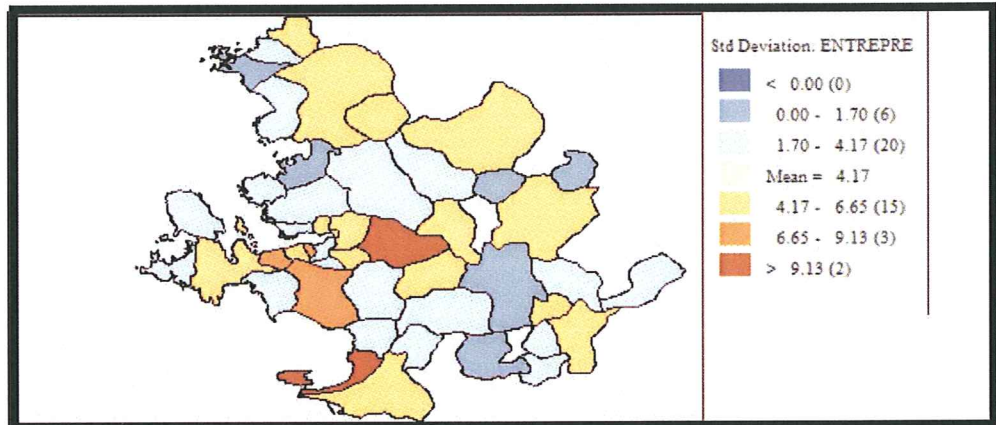 Std Deviation: ENTREPRE
< 0.00 (0)
0.00 - 1.70 (6)
1.70 - 4.17 (20)
Mean = 4.17
4.17 - 6.65 (15)
6.65 - 9.13 (3)
> 9.13 (2)